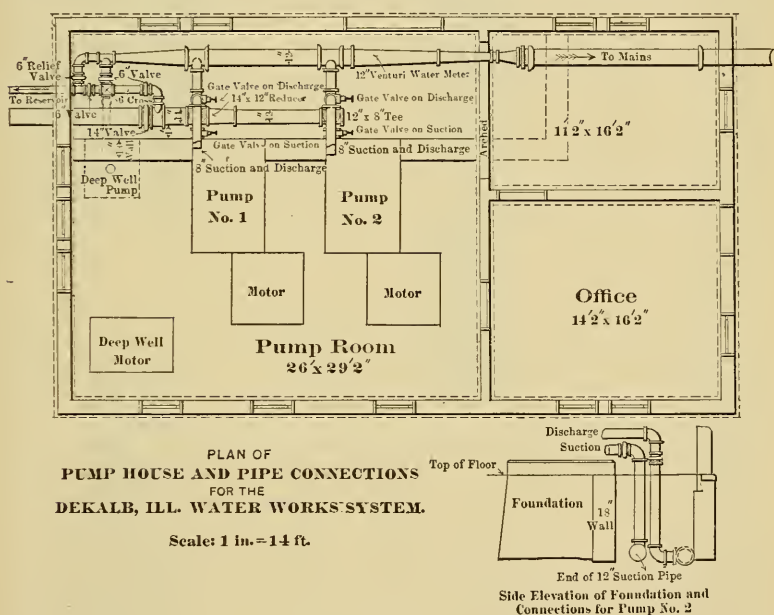 6" Relief
Valve
6" Valve
To Reservoir
6" Cross
6" Valve
14" Valve
Wall
Deep Well
Pump
Gate Valve on Discharge
14" x 12" Reducer
Gate Valve on Suction
8" Suction and Discharge
12" Venturi Water Meter
Gate Valve on Discharge
12" x 8" Tee
Gate Valve on Suction
8" Suction and Discharge
To Mains
Arched
11'2" x 16'2"
Pump
No. 1
Pump
No. 2
Motor
Motor
Deep Well
Motor
Pump Room
26' x 29'2"
Office
14'2" x 16'2"
PLAN OF
PUMP HOUSE AND PIPE CONNECTIONS
FOR THE
DEKALB, ILL. WATER WORKS SYSTEM.
Scale: 1 in.=14 ft.
Discharge
Suction
Top of Floor
Foundation
18"
Wall
End of 12" Suction Pipe
Side Elevation of Foundation and
Connections for Pump No. 2